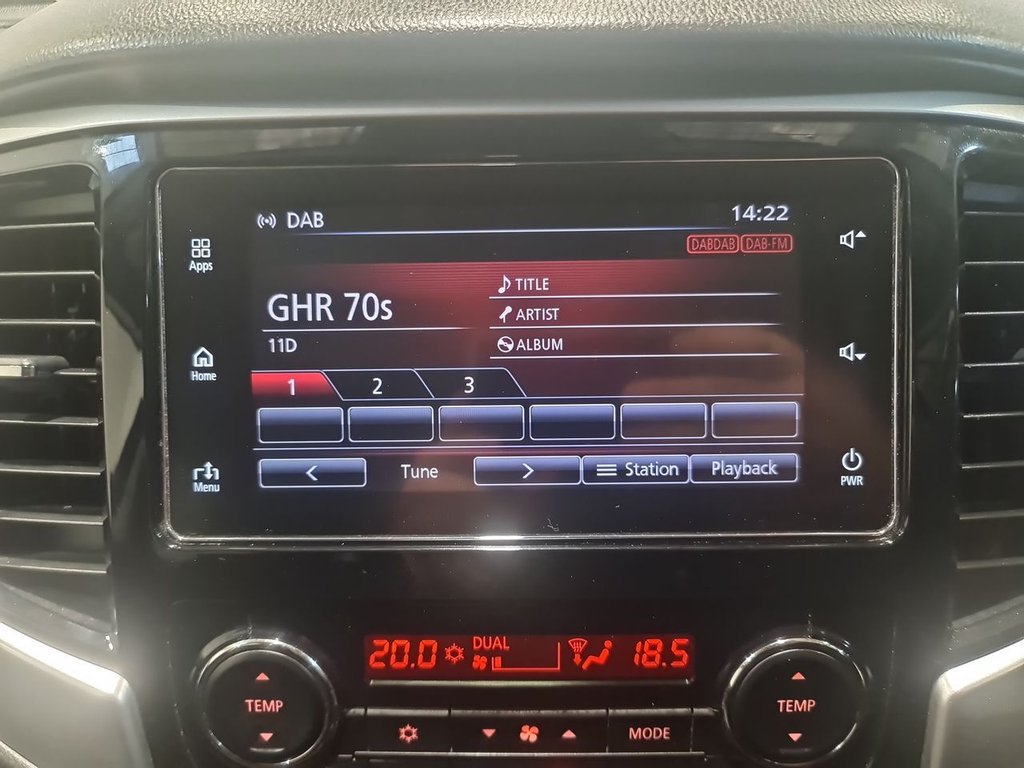 DAB
14:22
DABDAB DAB-FM
Apps
GHR 70s
TITLE
ARTIST
11D
ALBUM
Home
1 2 3
< Tune > Station Playback
Menu
PWR
20.0 DUAL 18.5
TEMP
TEMP
MODE